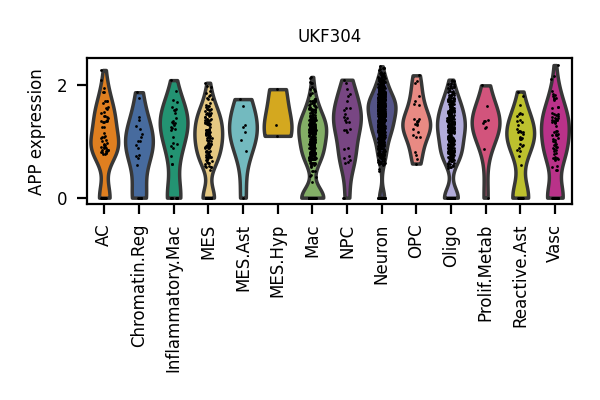 UKF304
APP expression
2
0
AC
Chromatin.Reg
Inflammatory.Mac
MES
MES.Ast
MES.Hyp
Mac
NPC
Neuron
OPC
Oligo
Prolif.Metab
Reactive.Ast
Vasc